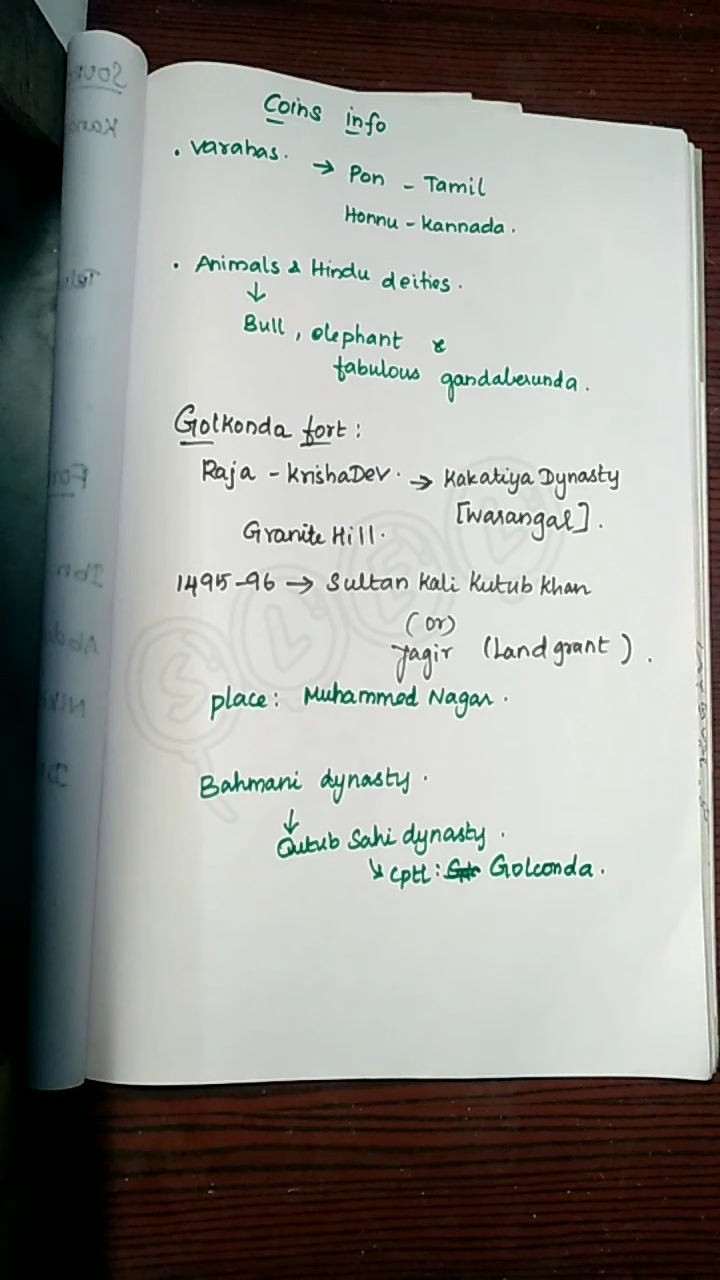 Coins info
. Varahas. → Pon - Tamil
Honnu - Kannada.
. Animals & Hindu deities.
↓
Bull, elephant &
fabulous gandaberunda.
Golkonda fort:
Raja - KrishaDev. → Kakatiya Dynasty
[Warangal].
Granite Hill.
1495-96 → Sultan Kali Kutub Khan
(or)
Jagir (Land grant).
place: Muhammed Nagar.
Bahmani dynasty.
↓
Qutub Sahi dynasty.
↘ Cptl: Golconda.
SLEL